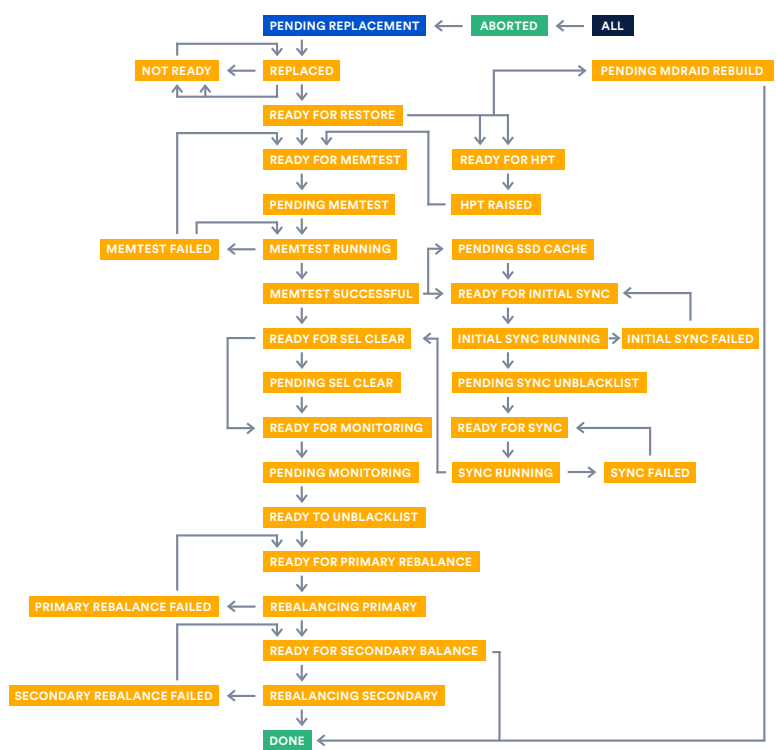 PENDING REPLACEMENT
ABORTED
ALL
NOT READY
REPLACED
PENDING MDRAID REBUILD
READY FOR RESTORE
READY FOR MEMTEST
READY FOR HPT
PENDING MEMTEST
HPT RAISED
MEMTEST FAILED
MEMTEST RUNNING
PENDING SSD CACHE
MEMTEST SUCCESSFUL
READY FOR INITIAL SYNC
READY FOR SEL CLEAR
INITIAL SYNC RUNNING
INITIAL SYNC FAILED
PENDING SEL CLEAR
PENDING SYNC UNBLACKLIST
READY FOR MONITORING
READY FOR SYNC
PENDING MONITORING
SYNC RUNNING
SYNC FAILED
READY TO UNBLACKLIST
READY FOR PRIMARY REBALANCE
PRIMARY REBALANCE FAILED
REBALANCING PRIMARY
READY FOR SECONDARY BALANCE
SECONDARY REBALANCE FAILED
REBALANCING SECONDARY
DONE